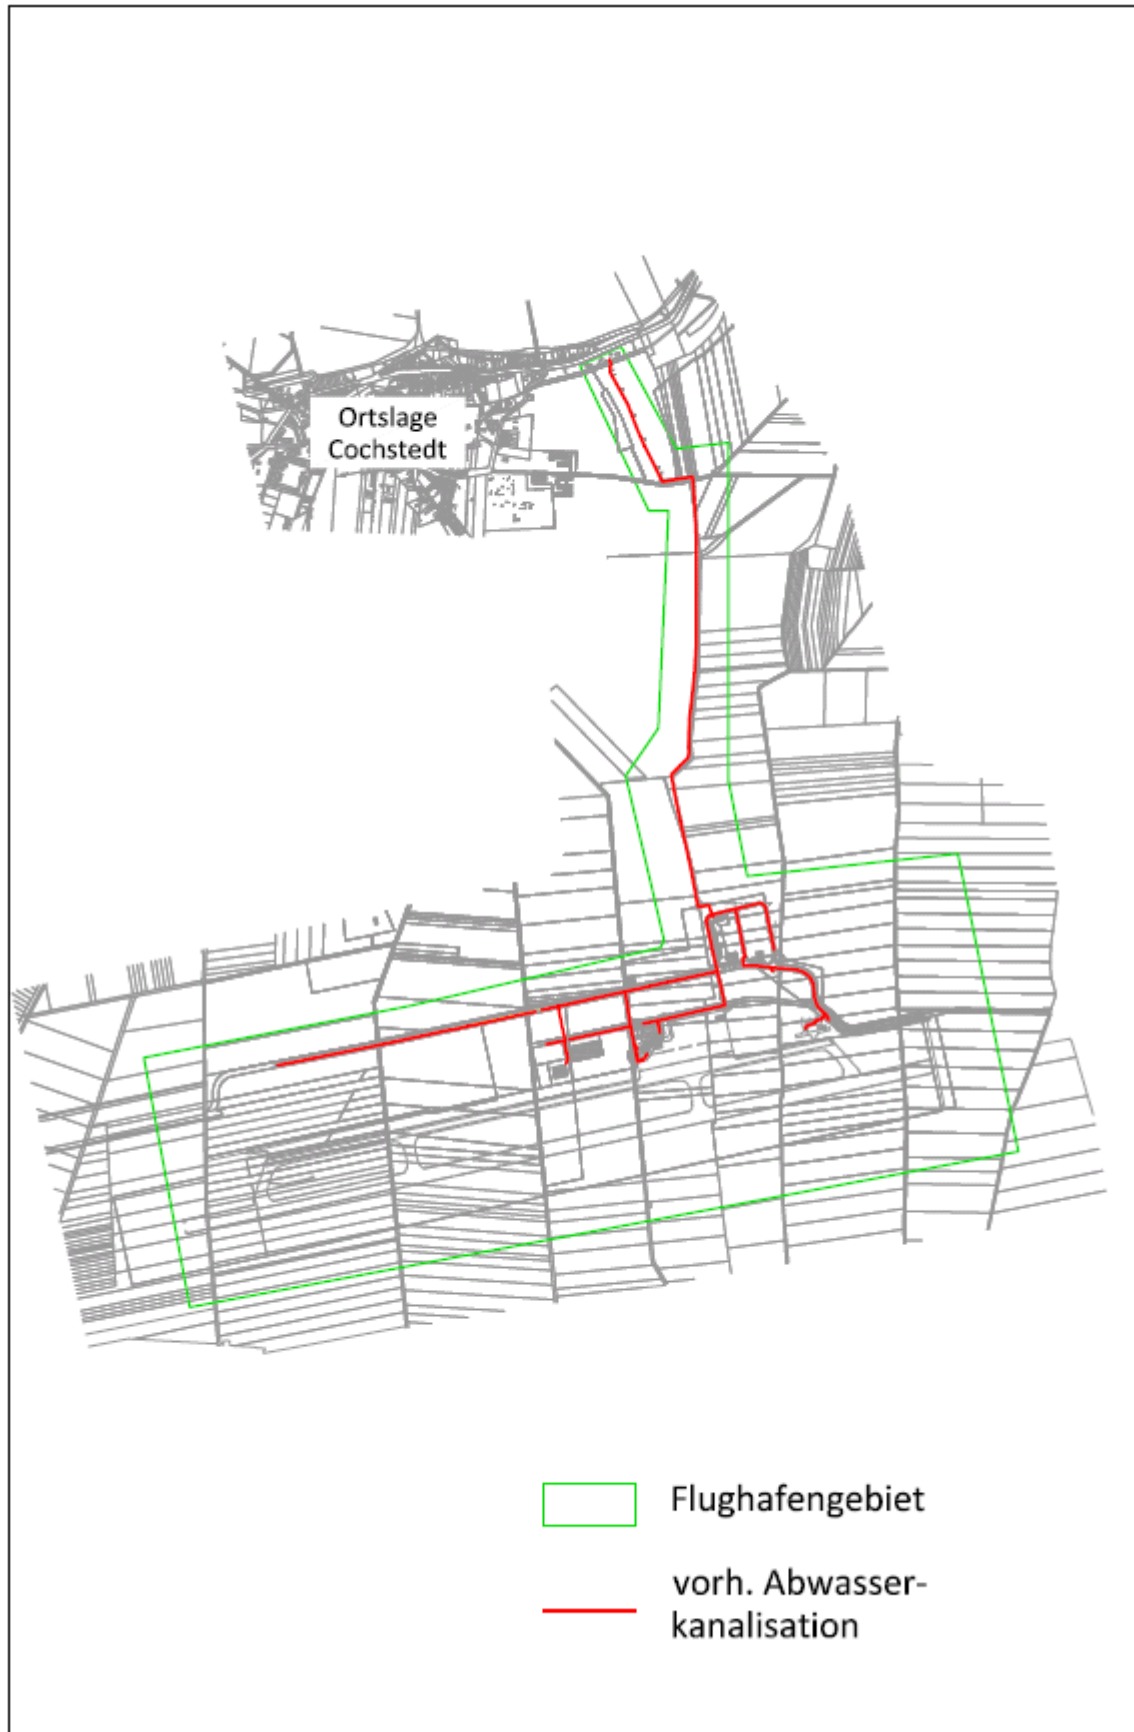 Ortslage
Cochstedt
Flughafengebiet
vorh. Abwasser-
kanalisation